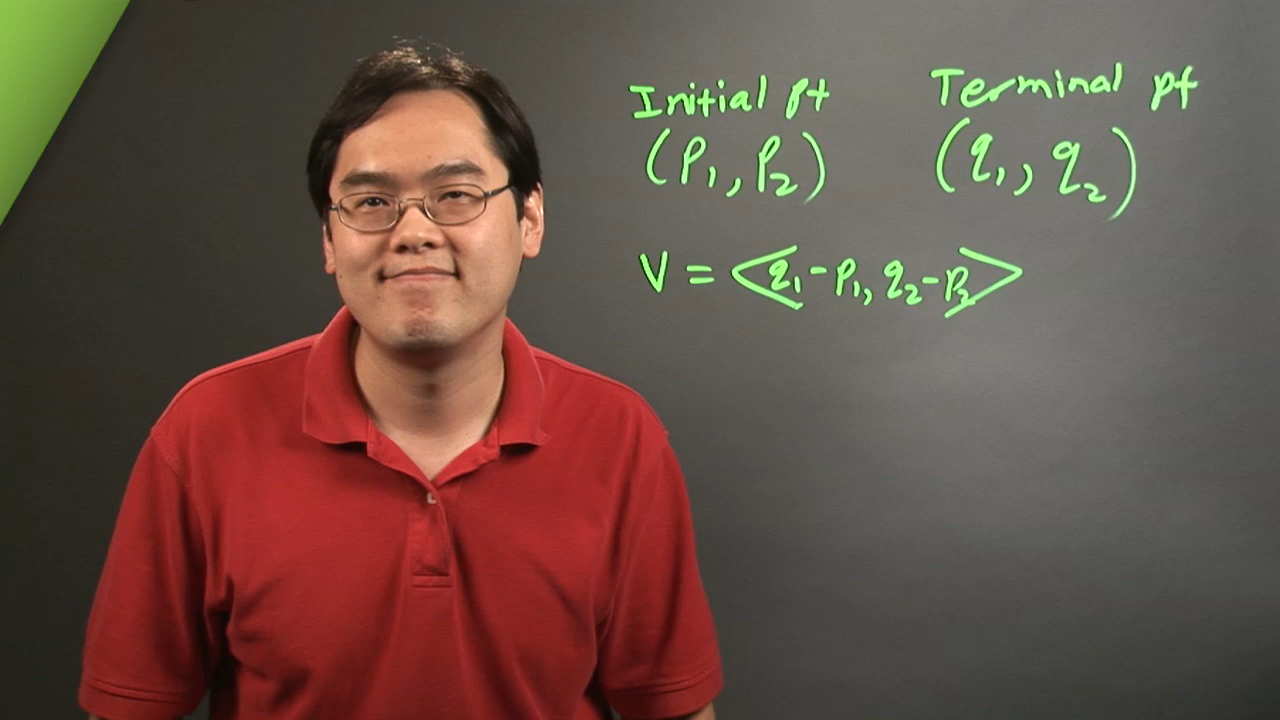 Initial pt Terminal pt
(p₁, p₂) (q₁, q₂)
V = <q₁-p₁, q₂-p₂>